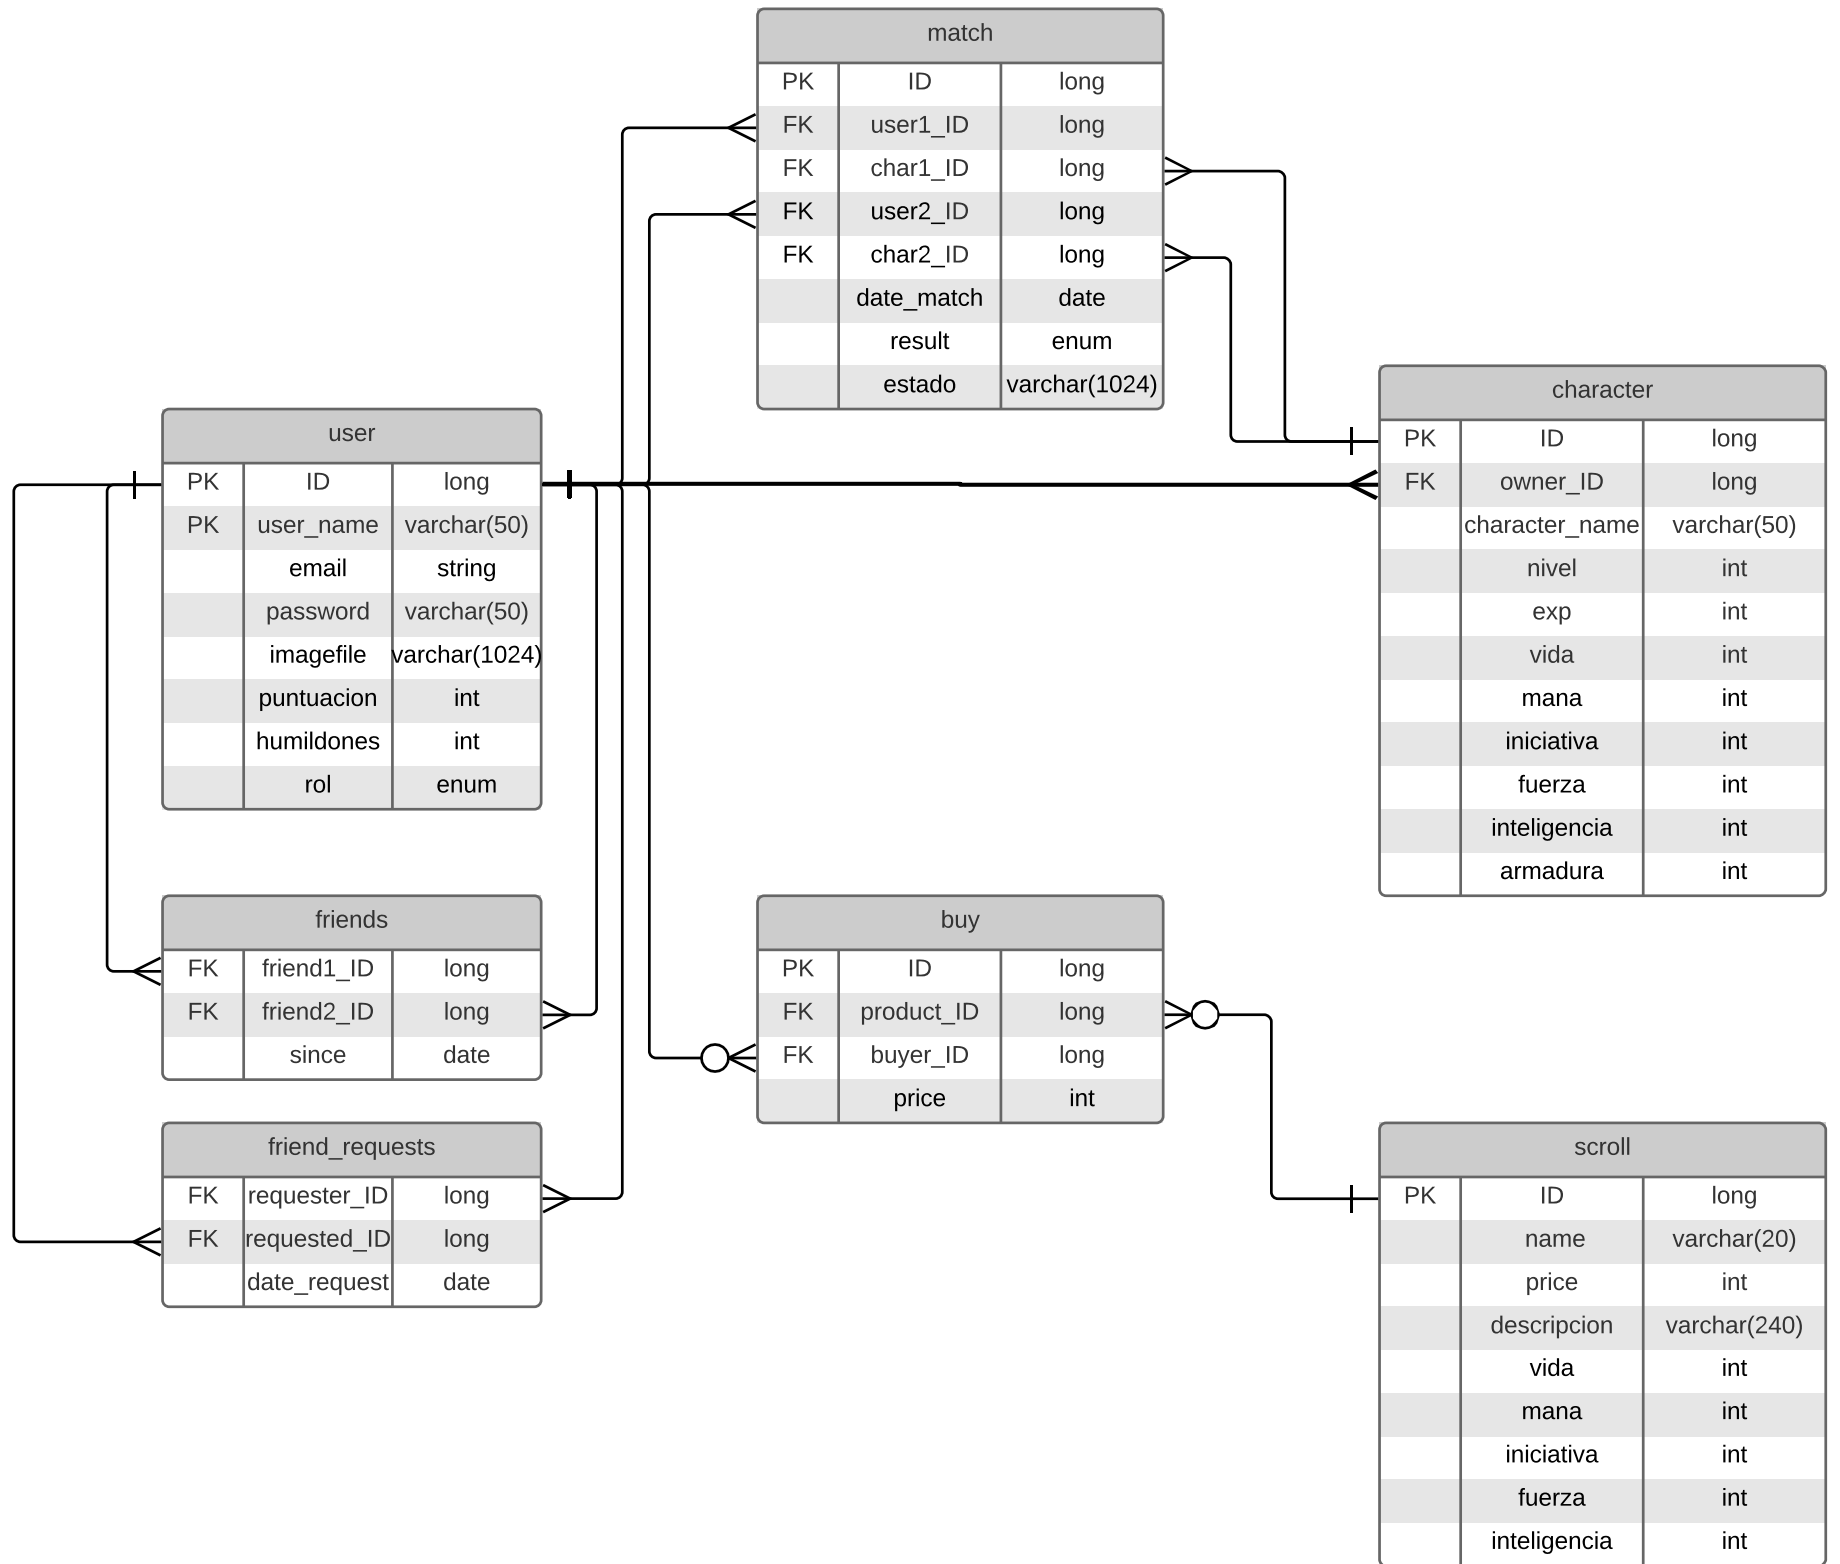 match
PK ID long
FK user1_ID long
FK char1_ID long
FK user2_ID long
FK char2_ID long
date_match date
result enum
estado varchar(1024)
user
PK ID long
PK user_name varchar(50)
email string
password varchar(50)
imagefile varchar(1024)
puntuacion int
humildones int
rol enum
character
PK ID long
FK owner_ID long
character_name varchar(50)
nivel int
exp int
vida int
mana int
iniciativa int
fuerza int
inteligencia int
armadura int
friends
FK friend1_ID long
FK friend2_ID long
since date
buy
PK ID long
FK product_ID long
FK buyer_ID long
price int
friend_requests
FK requester_ID long
FK requested_ID long
date_request date
scroll
PK ID long
name varchar(20)
price int
descripcion varchar(240)
vida int
mana int
iniciativa int
fuerza int
inteligencia int